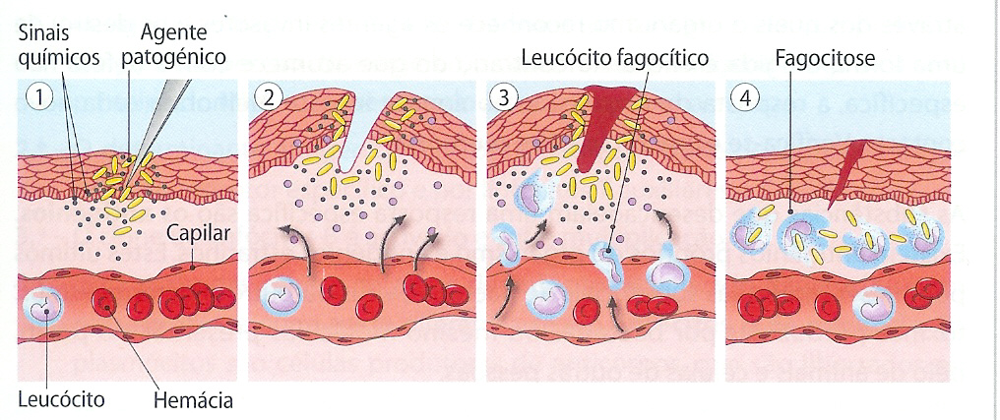 Sinais
químicos
Agente
patogénico
Leucócito fagocítico
Fagocitose
1
2
3
4
Capilar
Leucócito
Hemácia